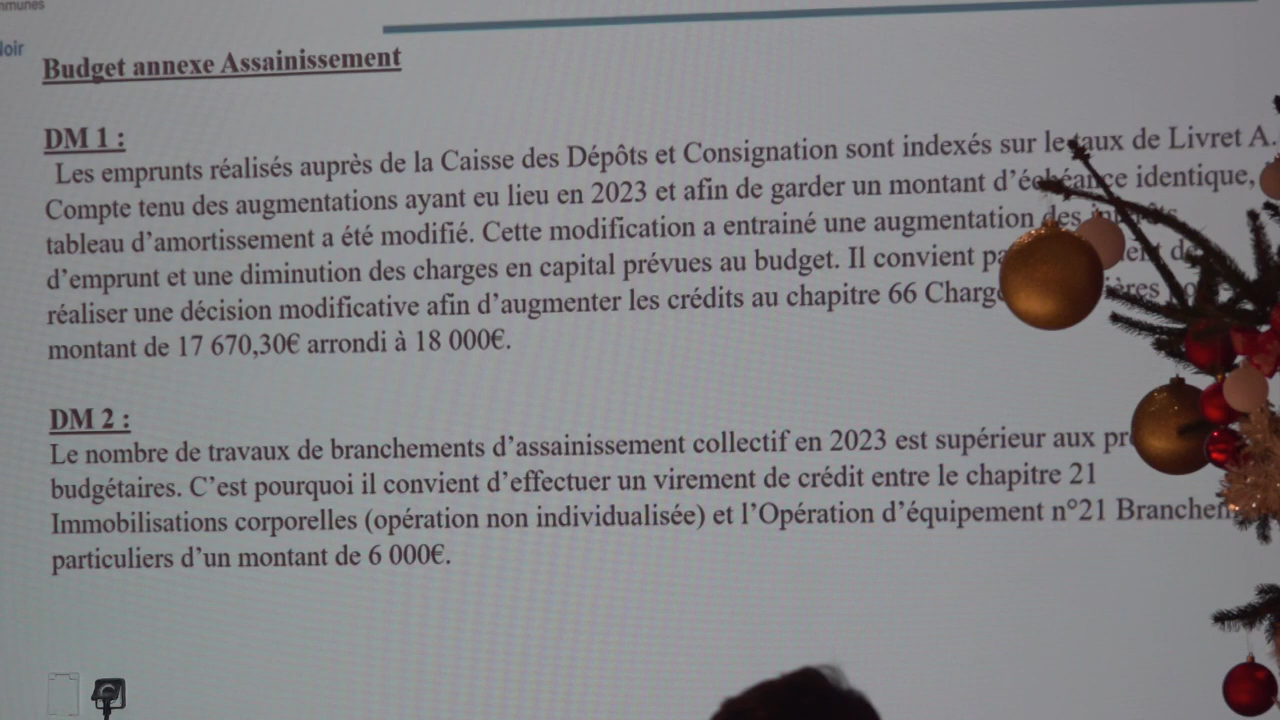 mmunes
Noir
Budget annexe Assainissement
DM 1 :
Les emprunts réalisés auprès de la Caisse des Dépôts et Consignation sont indexés sur le taux de Livret A.
Compte tenu des augmentations ayant eu lieu en 2023 et afin de garder un montant d’échéance identique,
tableau d’amortissement a été modifié. Cette modification a entrainé une augmentation des intérêts
d’emprunt et une diminution des charges en capital prévues au budget. Il convient
réaliser une décision modificative afin d’augmenter les crédits au chapitre 66
montant de 17 670,30€ arrondi à 18 000€.
DM 2 :
Le nombre de travaux de branchements d’assainissement collectif en 2023 est supérieur aux
budgétaires. C’est pourquoi il convient d’effectuer un virement de crédit entre le chapitre 21
Immobilisations corporelles (opération non individualisée) et l’Opération d’équipement n°21
particuliers d’un montant de 6 000€.